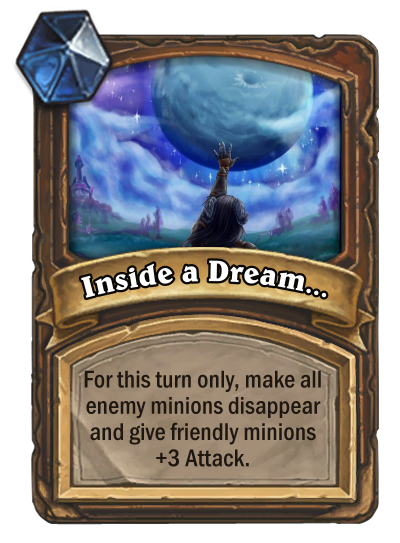 Inside a Dream...
For this turn only, make all
enemy minions disappear
and give friendly minions
+3 Attack.